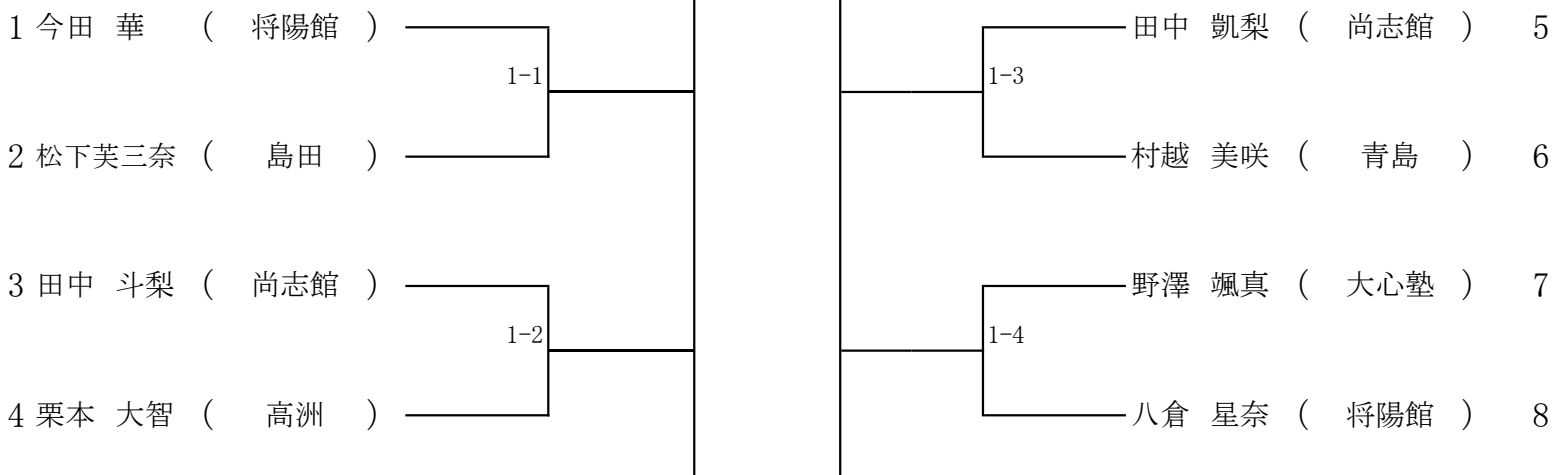 1 今田 華 ( 将陽館 )
1-1
2 松下芙三奈 ( 島田 )
3 田中 斗梨 ( 尚志館 )
1-2
4 栗本 大智 ( 高洲 )
田中 凱梨 ( 尚志館 ) 5
1-3
村越 美咲 ( 青島 ) 6
野澤 颯真 ( 大心塾 ) 7
1-4
八倉 星奈 ( 将陽館 ) 8